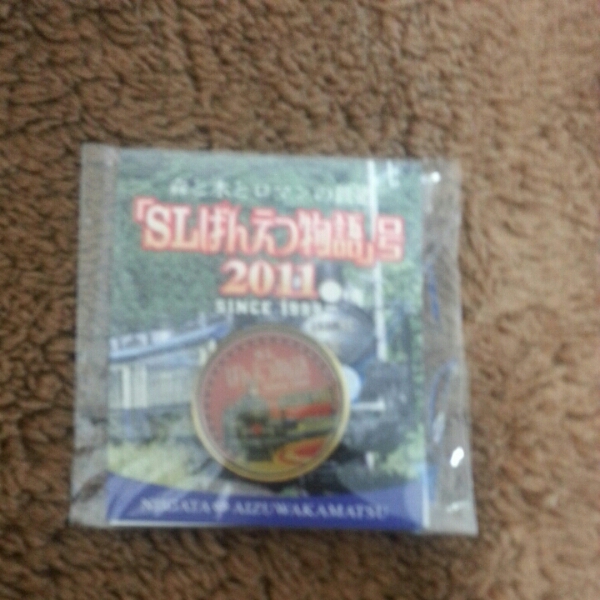 森と水とロマンの鉄道
「SLばんえつ物語」号
2011
SINCE 1999
NIIGATA ⇔ AIZUWAKAMATSU